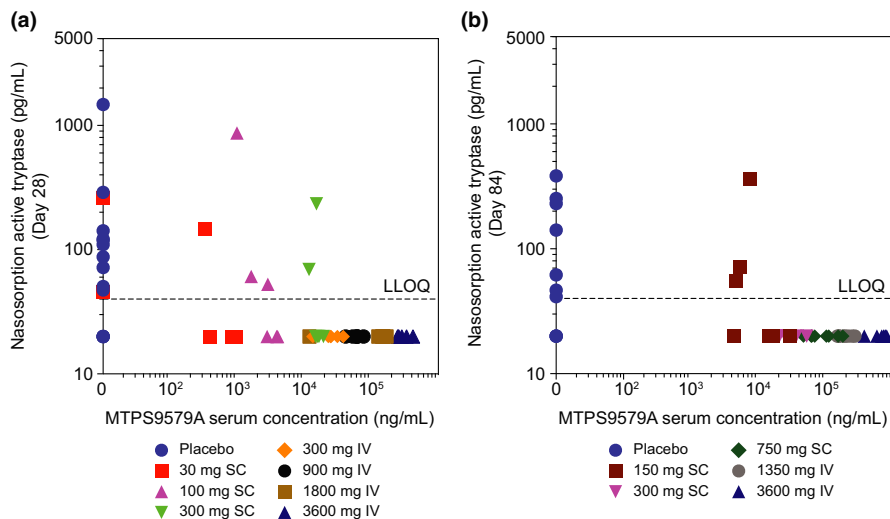 (a)
Nasosorption active tryptase (pg/mL)
(Day 28)
5000
1000
100
10
LLOQ
0 10² 10³ 10⁴ 10⁵
MTPS9579A serum concentration (ng/mL)
Placebo
30 mg SC
100 mg SC
300 mg SC
300 mg IV
900 mg IV
1800 mg IV
3600 mg IV
(b)
Nasosorption active tryptase (pg/mL)
(Day 84)
5000
1000
100
10
LLOQ
0 10² 10³ 10⁴ 10⁵
MTPS9579A serum concentration (ng/mL)
Placebo
150 mg SC
300 mg SC
750 mg SC
1350 mg IV
3600 mg IV